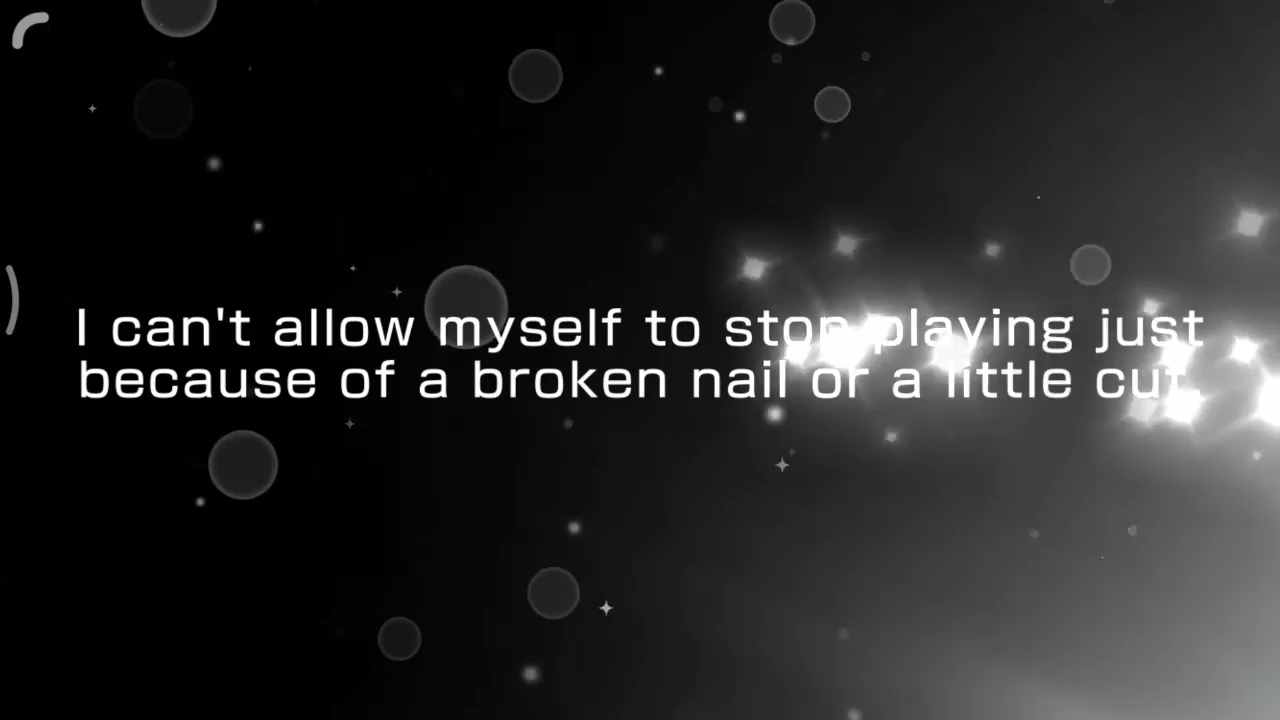 I can't allow myself to stop playing just
because of a broken nail or a little cut.